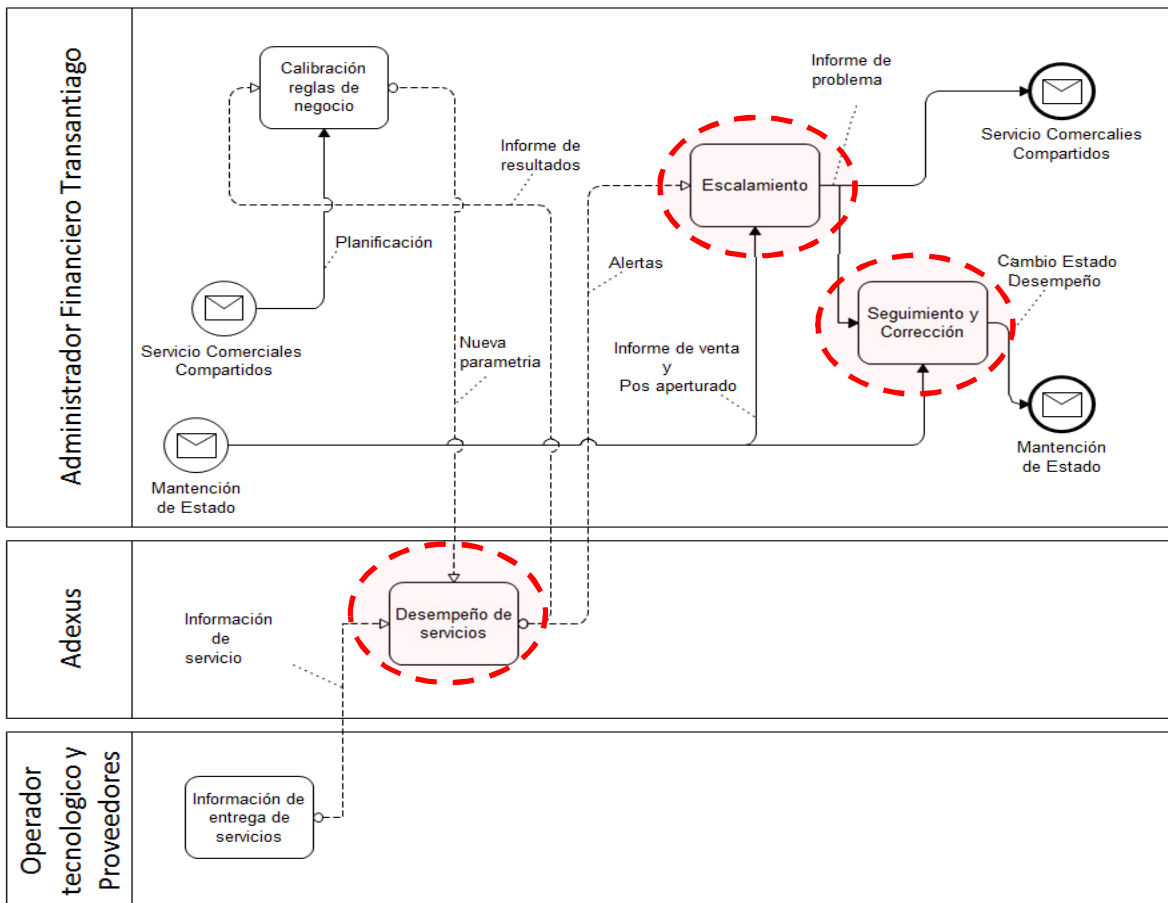 Administrador Financiero Transantiago
Calibración
reglas de
negocio
Informe de
problema
Servicio Comercalies
Compartidos
Informe de
resultados
Escalamiento
Planificación
Alertas
Cambio Estado
Desempeño
Servicio Comerciales
Compartidos
Nueva
parametria
Informe de venta
y
Pos aperturado
Seguimiento y
Corrección
Mantención
de Estado
Mantención
de Estado
Adexus
Información
de
servicio
Desempeño de
servicios
Operador
tecnologico y
Proveedores
Información de
entrega de
servicios